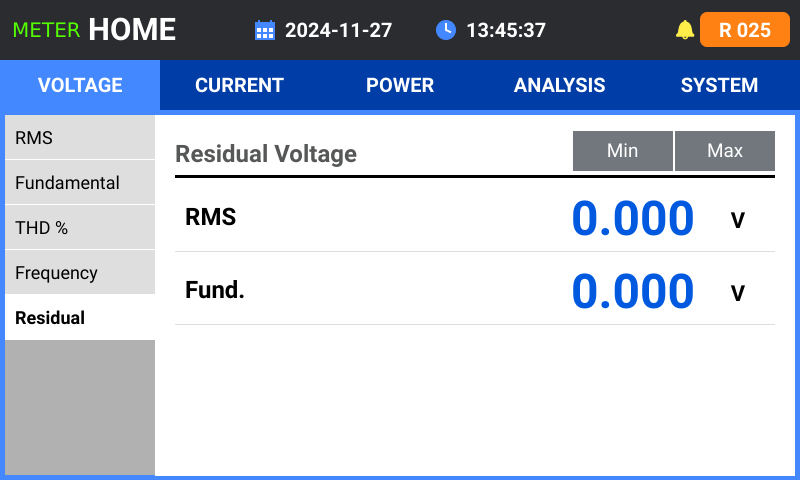 METER HOME 2024-11-27 13:45:37 R 025
VOLTAGE CURRENT POWER ANALYSIS SYSTEM
RMS
Fundamental
THD %
Frequency
Residual
Residual Voltage Min Max
RMS 0.000 V
Fund. 0.000 V